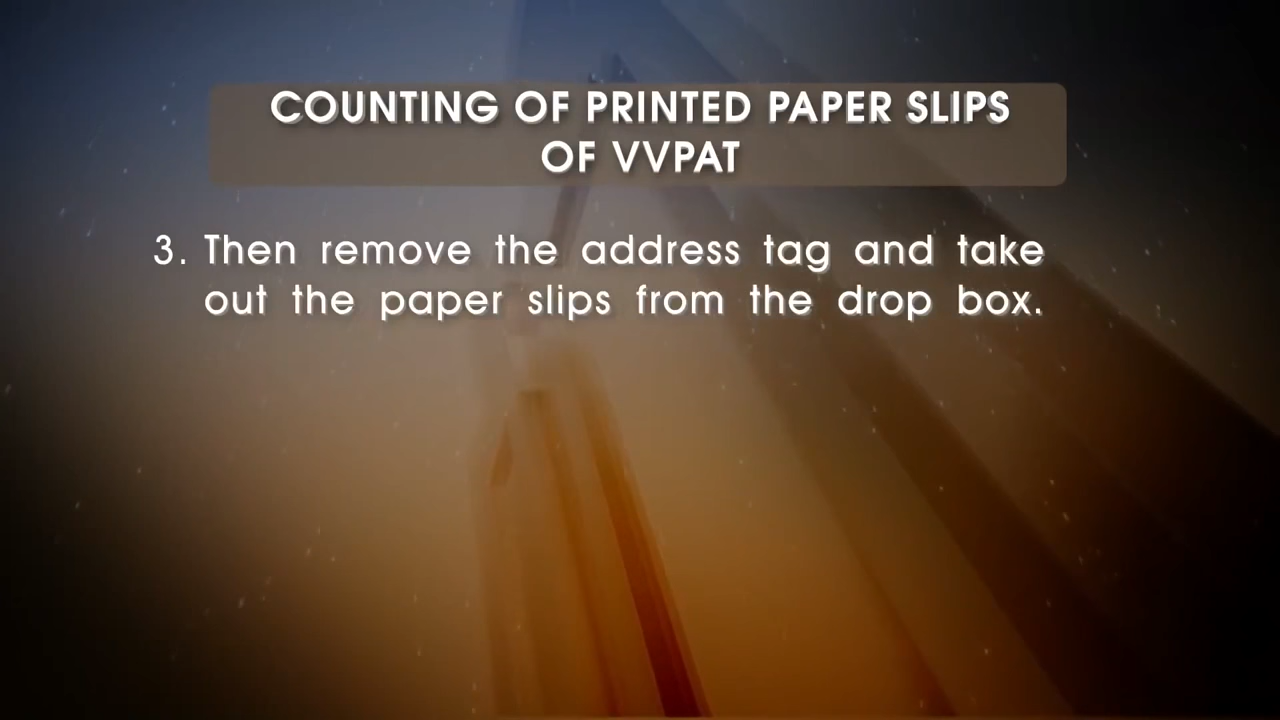 COUNTING OF PRINTED PAPER SLIPS
OF VVPAT
3. Then remove the address tag and take
out the paper slips from the drop box.